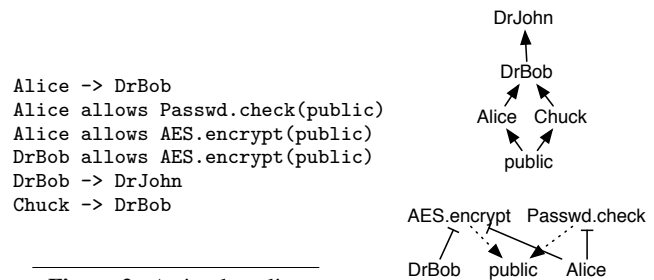 Alice -> DrBob
Alice allows Passwd.check(public)
Alice allows AES.encrypt(public)
DrBob allows AES.encrypt(public)
DrBob -> DrJohn
Chuck -> DrBob
DrJohn
DrBob
Alice Chuck
public
AES.encrypt Passwd.check
DrBob public Alice